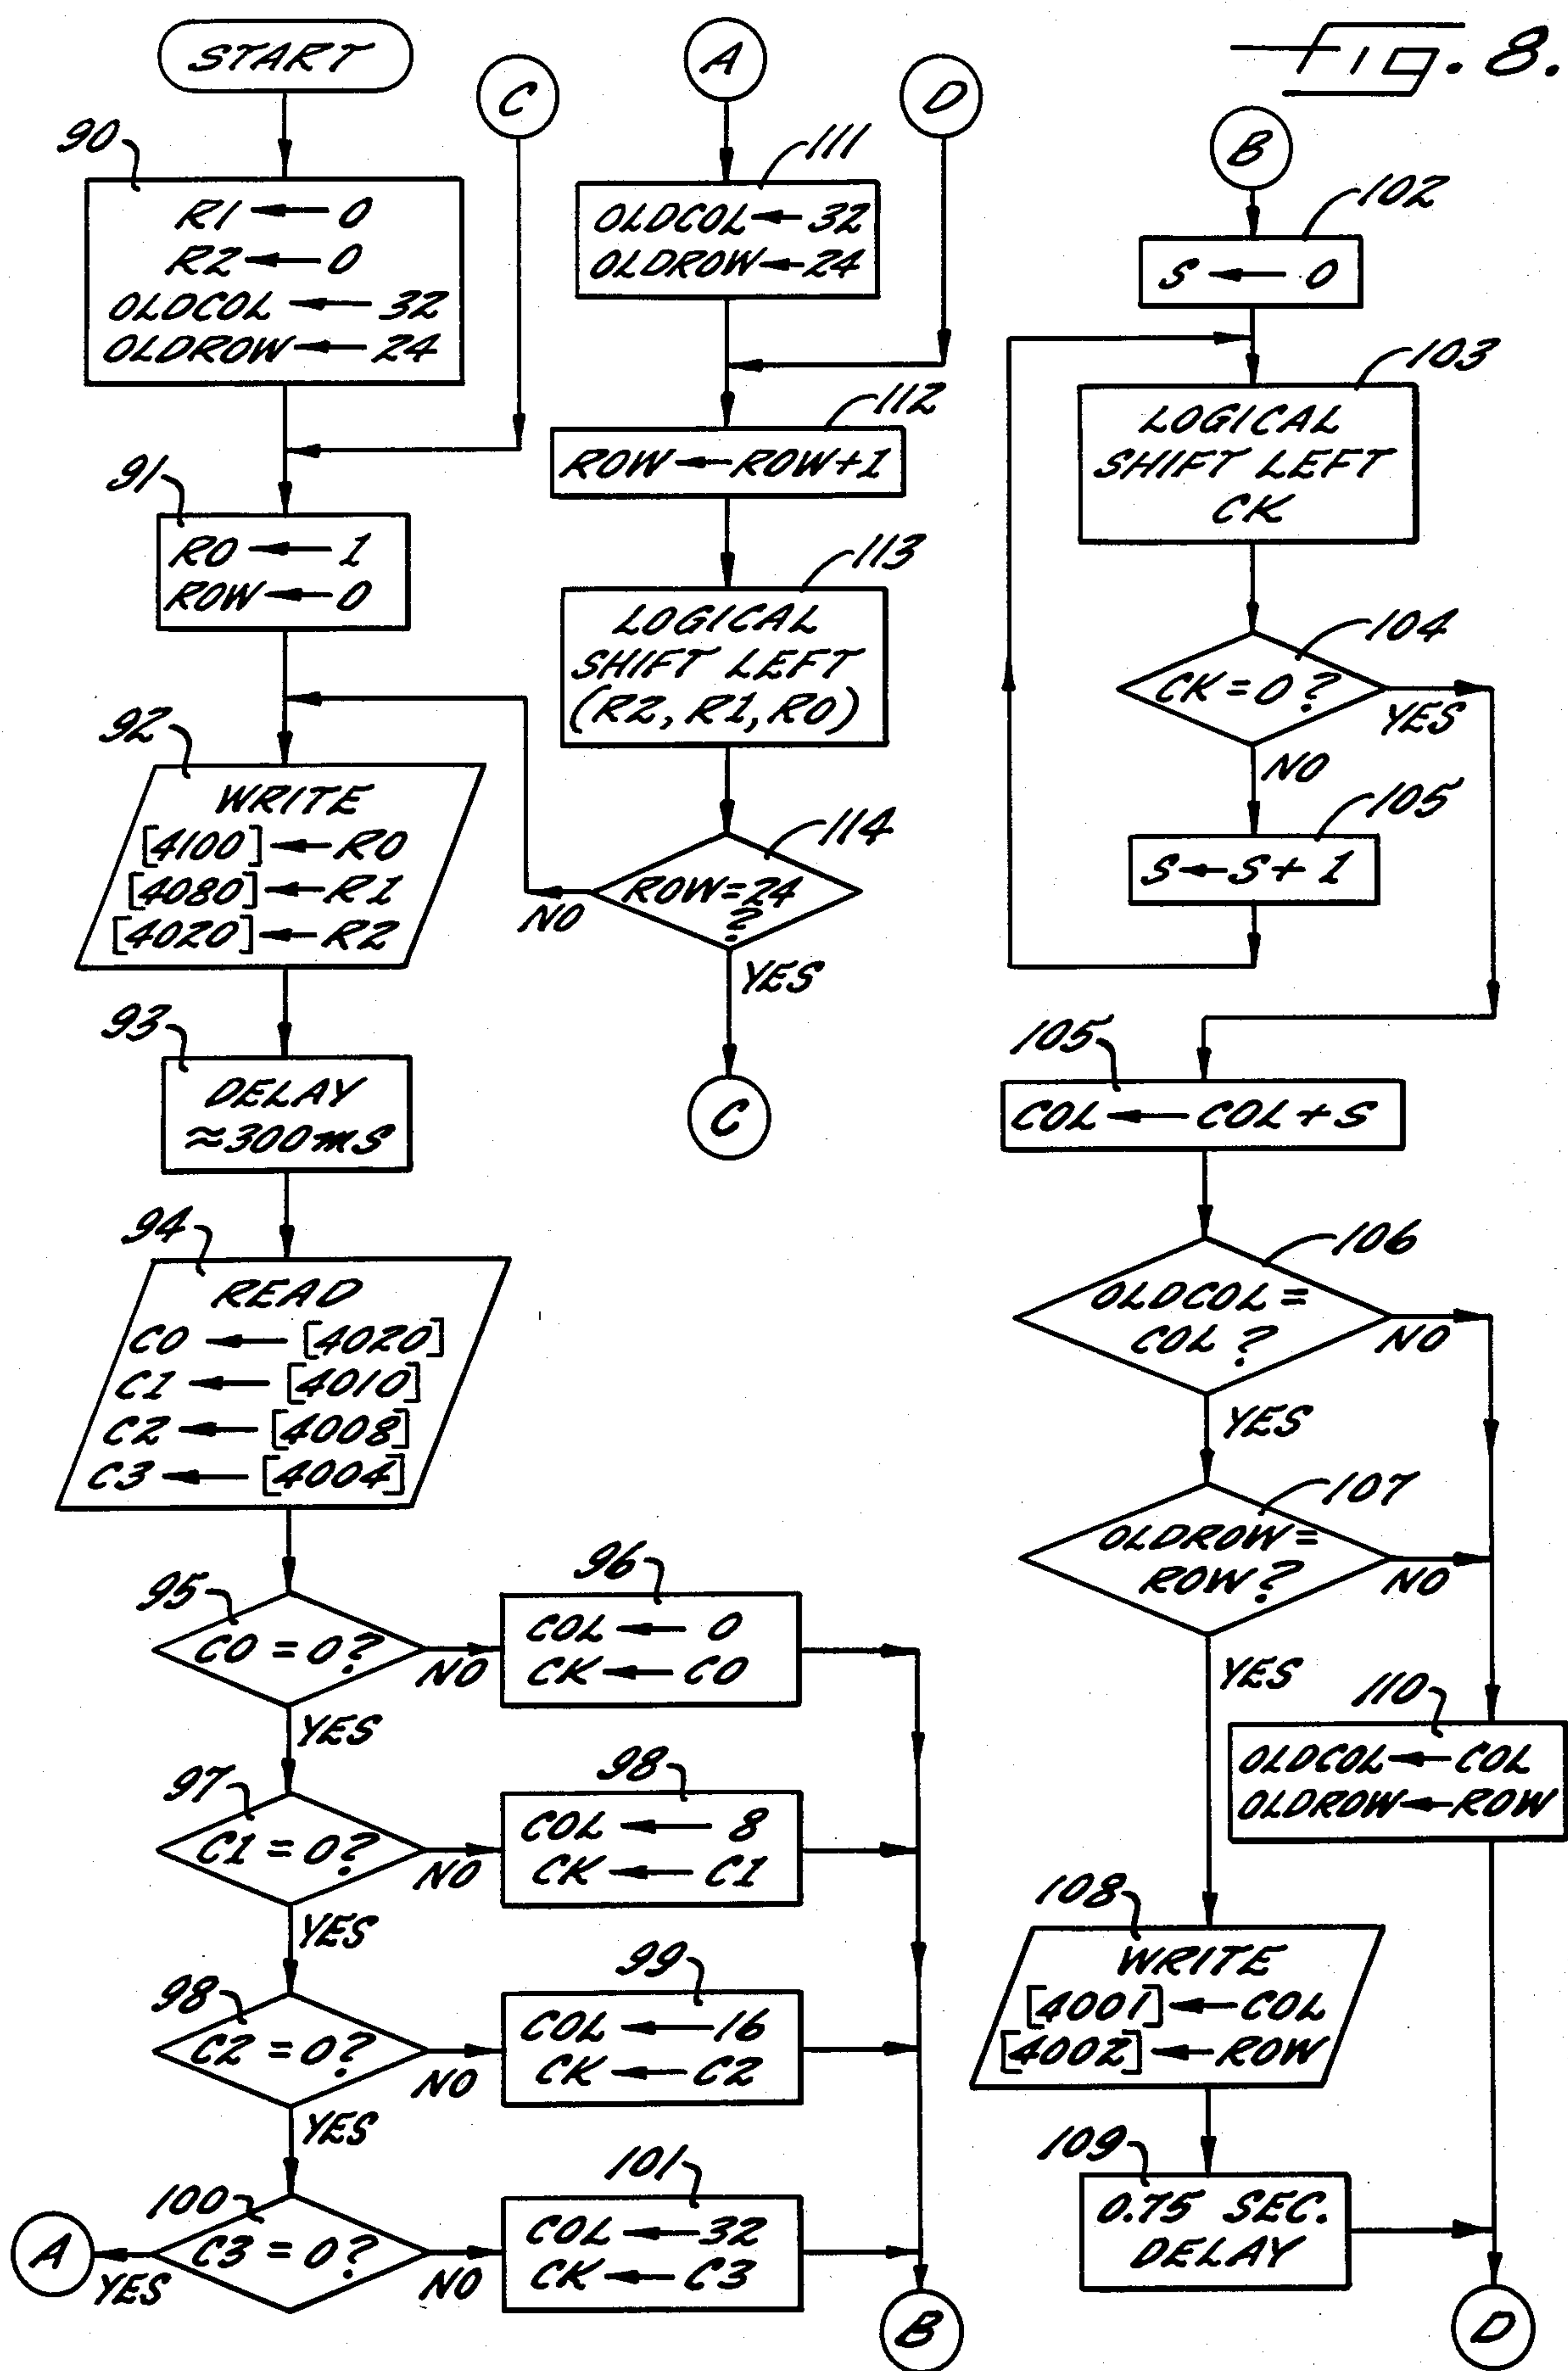 Fig. 8.
START
90
R1 ← 0
R2 ← 0
OLDCOL ← 32
OLDROW ← 24
C
91
R0 ← 1
ROW ← 0
92
WRITE
[4100] ← R0
[4080] ← R1
[4020] ← R2
93
DELAY
≈300mS
94
READ
C0 ← [4020]
C1 ← [4010]
C2 ← [4008]
C3 ← [4004]
95
C0 = 0?
NO
YES
96
COL ← 0
CK ← C0
97
C1 = 0?
NO
YES
98
COL ← 8
CK ← C1
98
C2 = 0?
NO
YES
99
COL ← 16
CK ← C2
100
C3 = 0?
NO
YES
A
101
COL ← 32
CK ← C3
B
A
D
111
OLDCOL ← 32
OLDROW ← 24
112
ROW ← ROW+1
113
LOGICAL
SHIFT LEFT
(R2, R1, R0)
114
ROW=24
?
NO
YES
C
B
102
S ← 0
103
LOGICAL
SHIFT LEFT
CK
104
CK=0?
YES
NO
105
S ← S+1
105
COL ← COL+S
106
OLDCOL =
COL?
NO
YES
107
OLDROW =
ROW?
NO
YES
110
OLDCOL ← COL
OLDROW ← ROW
108
WRITE
[4001] ← COL
[4002] ← ROW
109
0.75 SEC.
DELAY
D